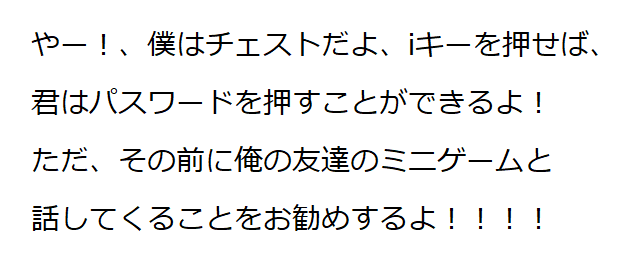 やー！、僕はチェストだよ、iキーを押せば、
君はパスワードを押すことができるよ！
ただ、その前に俺の友達のミニゲームと
話してくることをお勧めするよ！！！！